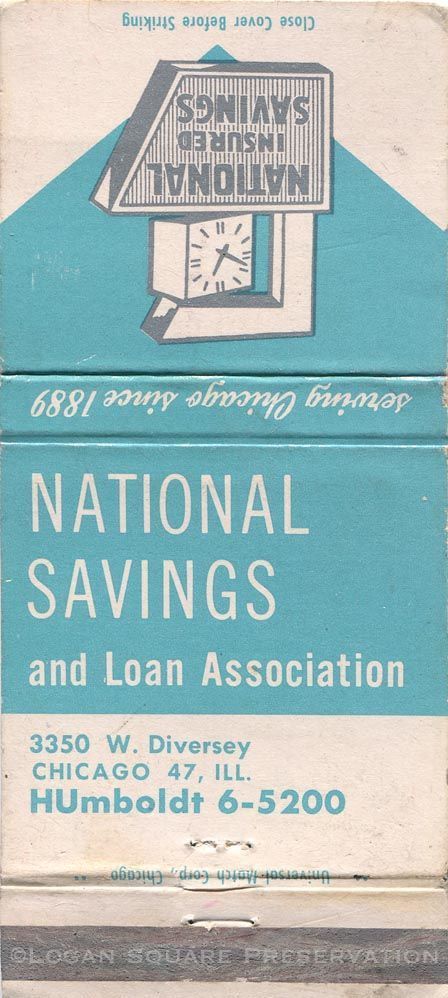 Close Cover Before Striking
NATIONAL
INSURED
SAVINGS
serving Chicago since 1889
NATIONAL
SAVINGS
and Loan Association
3350 W. Diversey
CHICAGO 47, ILL.
HUmboldt 6-5200
Universal Match Corp., Chicago
©LOGAN SQUARE PRESERVATION